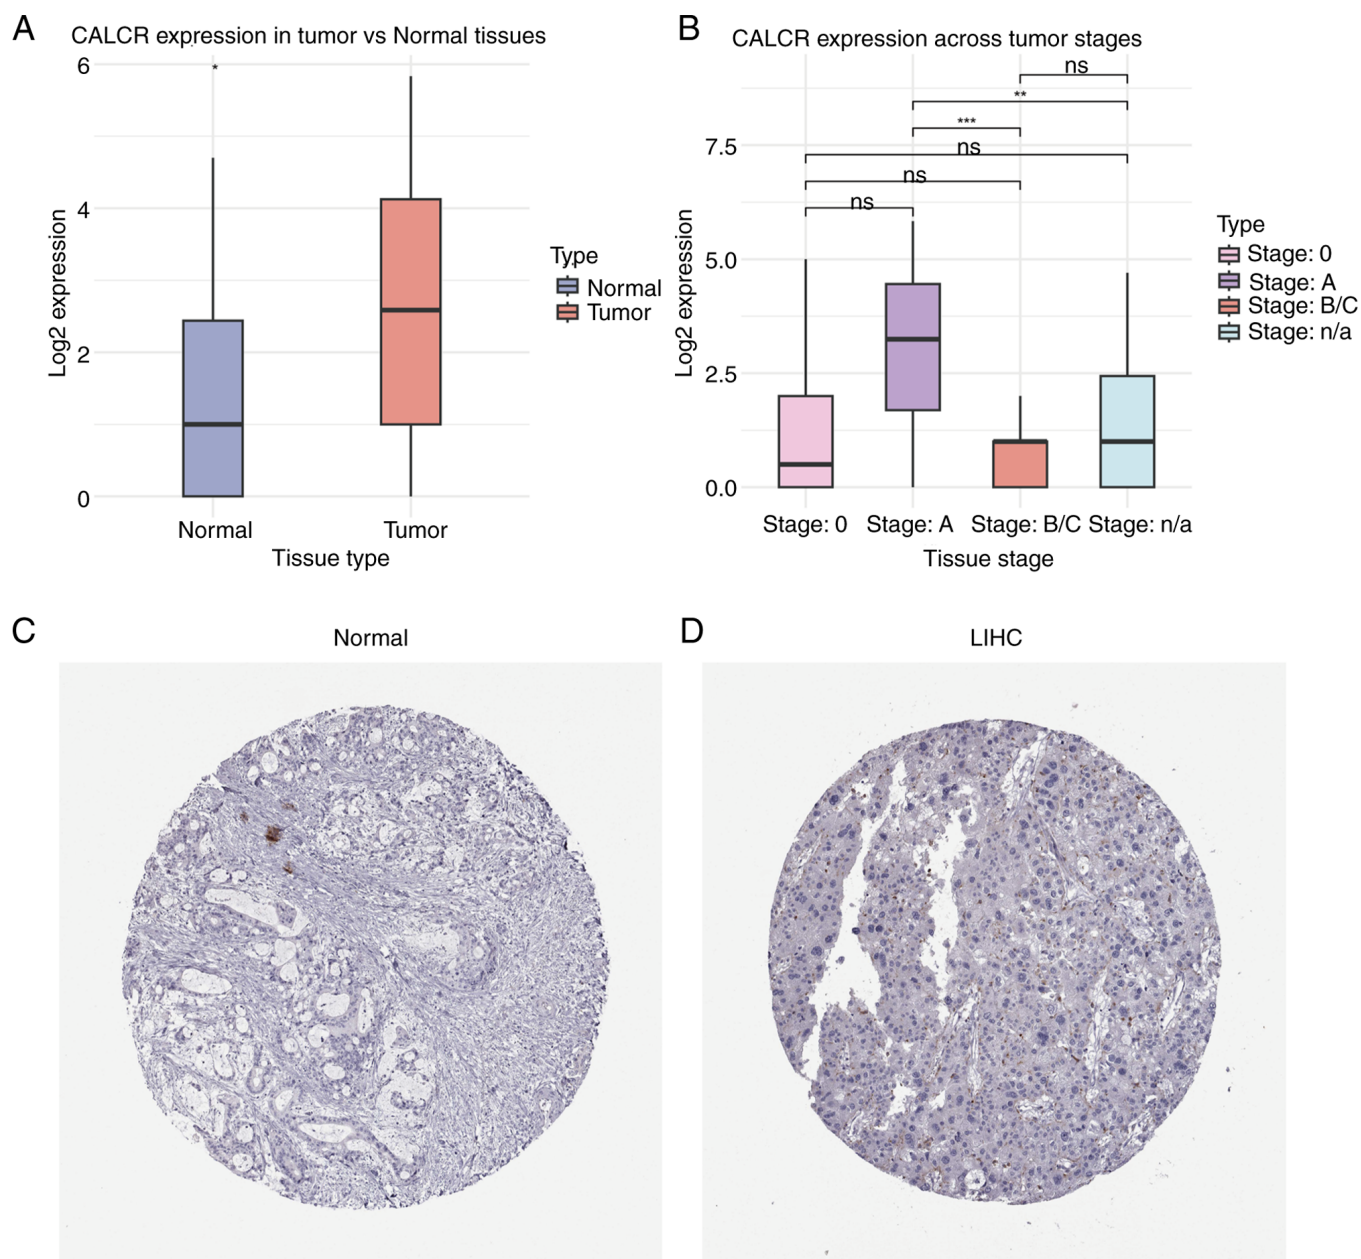 A
CALCR expression in tumor vs Normal tissues
6
4
2
0
*
Log2 expression
Normal
Tumor
Tissue type
Type
Normal
Tumor
B
CALCR expression across tumor stages
7.5
5.0
2.5
0.0
ns
**
***
ns
ns
ns
Log2 expression
Stage: 0
Stage: A
Stage: B/C
Stage: n/a
Tissue stage
Type
Stage: 0
Stage: A
Stage: B/C
Stage: n/a
C
Normal
D
LIHC